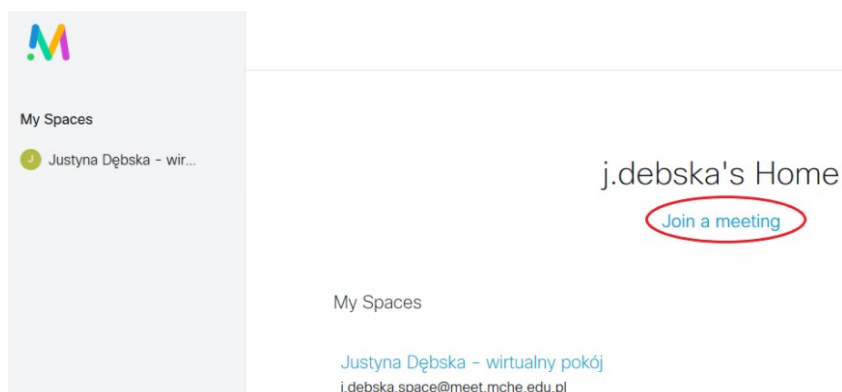 My Spaces
J
Justyna Dębska - wir...
j.debska's Home
Join a meeting
My Spaces
Justyna Dębska - wirtualny pokój
j.debska.space@meet.mche.edu.pl